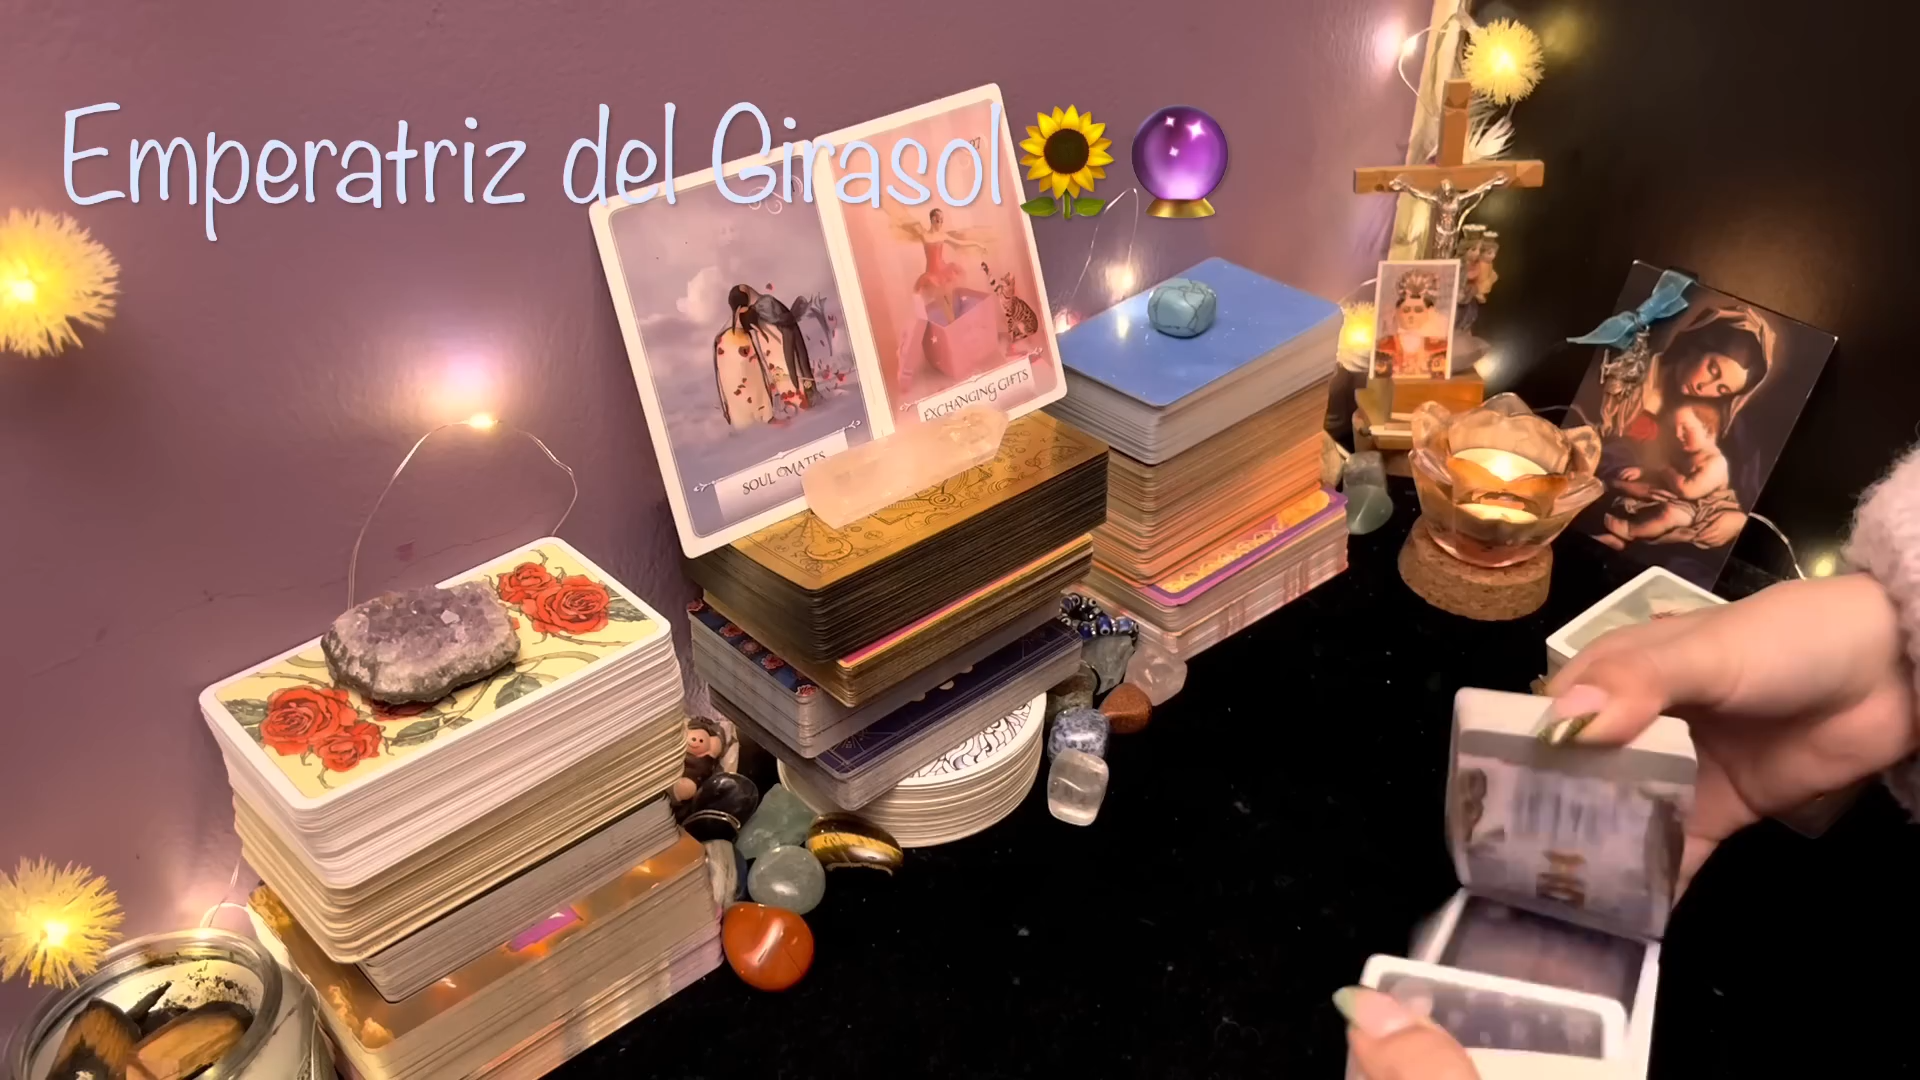 Emperatriz del Girasol🌻🔮
SOUL MATES
EXCHANGING GIFTS